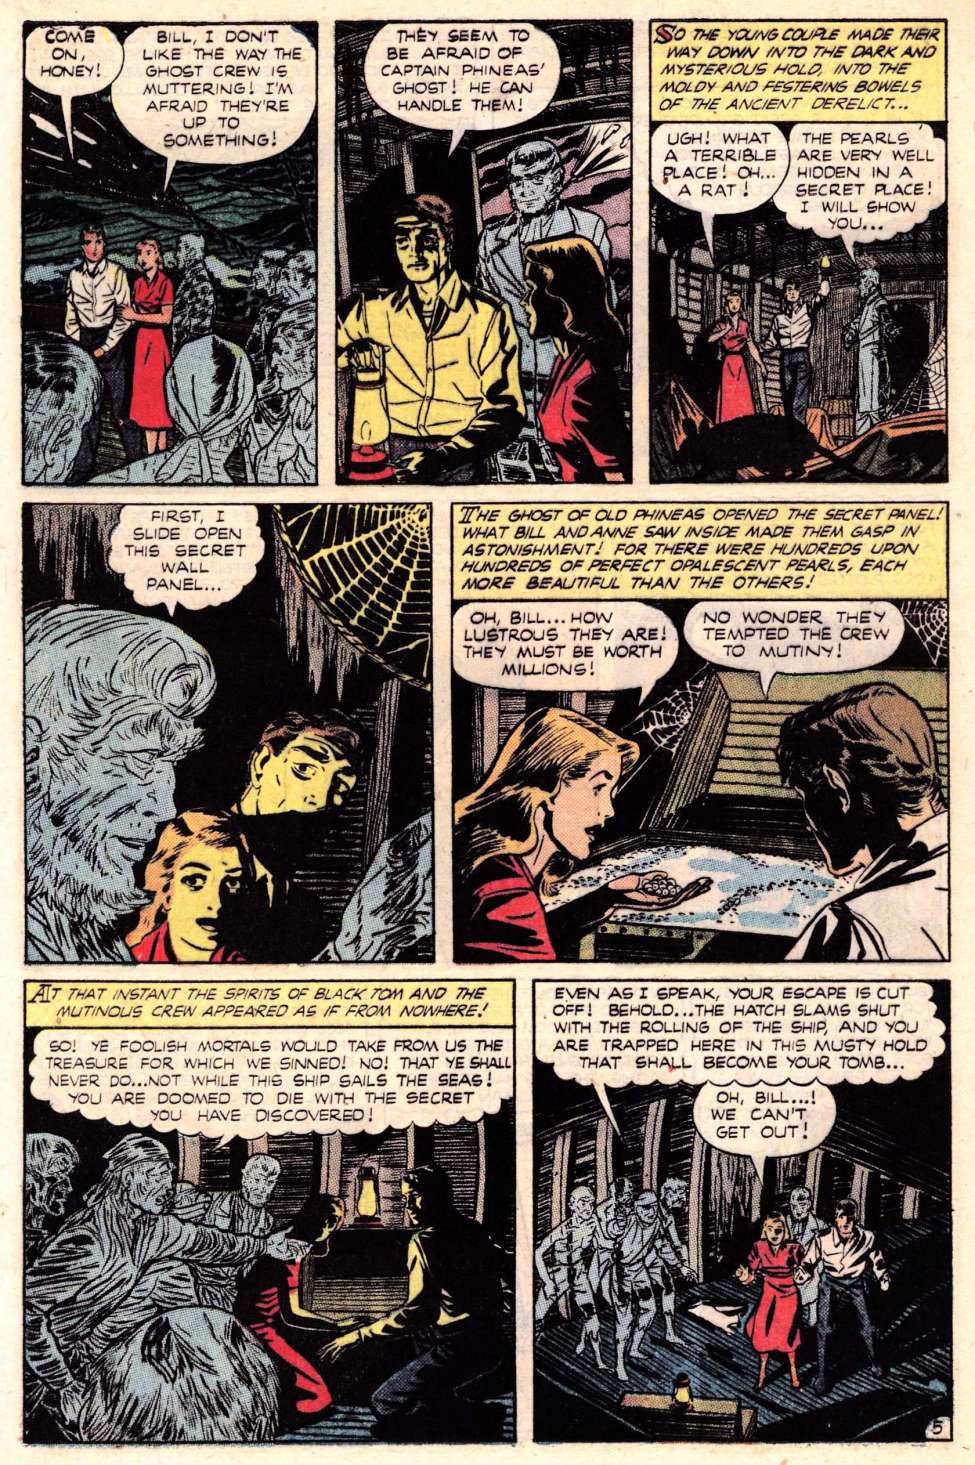 COME
ON,
HONEY!
BILL, I DON'T
LIKE THE WAY THE
GHOST CREW IS
MUTTERING! I'M
AFRAID THEY'RE
UP TO
SOMETHING!
THEY SEEM TO
BE AFRAID OF
CAPTAIN PHINEAS'
GHOST! HE CAN
HANDLE THEM!
SO THE YOUNG COUPLE MADE THEIR
WAY DOWN INTO THE DARK AND
MYSTERIOUS HOLD, INTO THE
MOLDY AND FESTERING BOWELS
OF THE ANCIENT DERELICT...
UGH! WHAT
A TERRIBLE
PLACE! OH...
A RAT!
THE PEARLS
ARE VERY WELL
HIDDEN IN A
SECRET PLACE!
I WILL SHOW
YOU...
FIRST, I
SLIDE OPEN
THIS SECRET
WALL
PANEL...
THE GHOST OF OLD PHINEAS OPENED THE SECRET PANEL!
WHAT BILL AND ANNE SAW INSIDE MADE THEM GASP IN
ASTONISHMENT! FOR THERE WERE HUNDREDS UPON
HUNDREDS OF PERFECT OPALESCENT PEARLS, EACH
MORE BEAUTIFUL THAN THE OTHERS!
OH, BILL...HOW
LUSTROUS THEY ARE!
THEY MUST BE WORTH
MILLIONS!
NO WONDER THEY
TEMPTED THE CREW
TO MUTINY!
AT THAT INSTANT THE SPIRITS OF BLACK TOM AND THE
MUTINOUS CREW APPEARED AS IF FROM NOWHERE!
SO! YE FOOLISH MORTALS WOULD TAKE FROM US THE
TREASURE FOR WHICH WE SINNED! NO! THAT YE SHALL
NEVER DO...NOT WHILE THIS SHIP SAILS THE SEAS!
YOU ARE DOOMED TO DIE WITH THE SECRET
YOU HAVE DISCOVERED!
EVEN AS I SPEAK, YOUR ESCAPE IS CUT
OFF! BEHOLD...THE HATCH SLAMS SHUT
WITH THE ROLLING OF THE SHIP, AND YOU
ARE TRAPPED HERE IN THIS MUSTY HOLD
THAT SHALL BECOME YOUR TOMB...
OH, BILL...!
WE CAN'T
GET OUT!
5